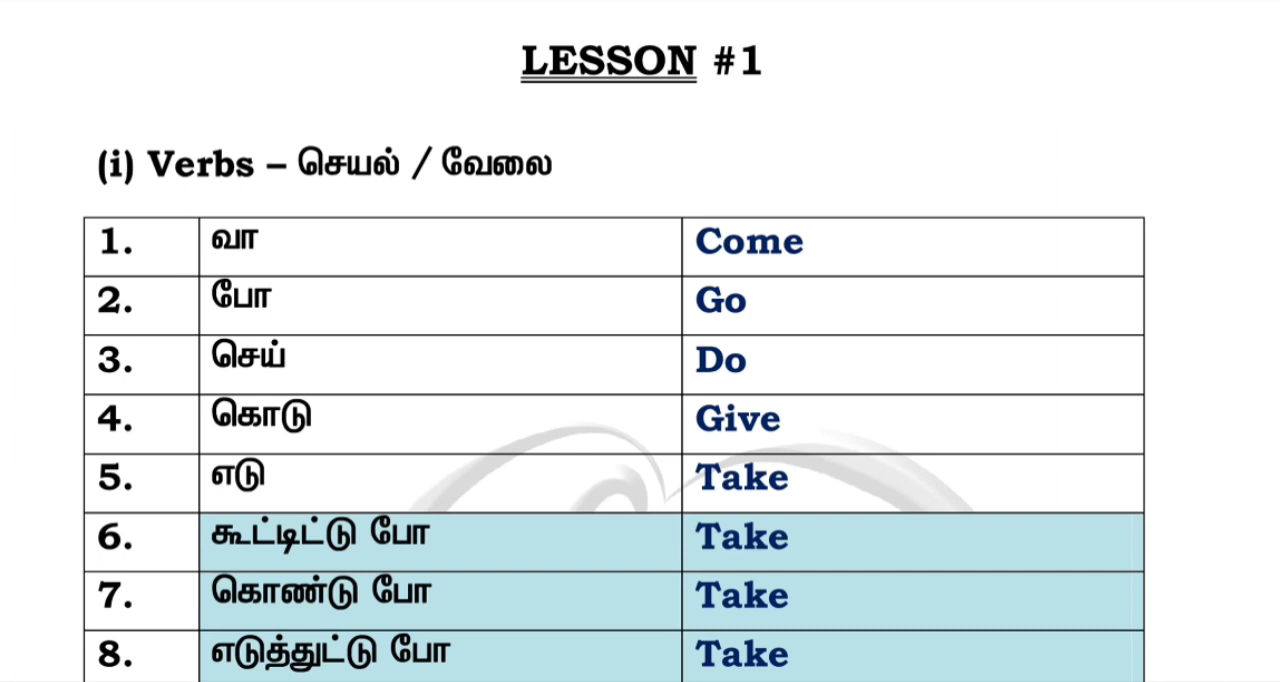 LESSON #1
(i) Verbs – செயல் / வேலை
1. வா Come
2. போ Go
3. செய் Do
4. கொடு Give
5. எடு Take
6. கூட்டிட்டு போ Take
7. கொண்டு போ Take
8. எடுத்துட்டு போ Take